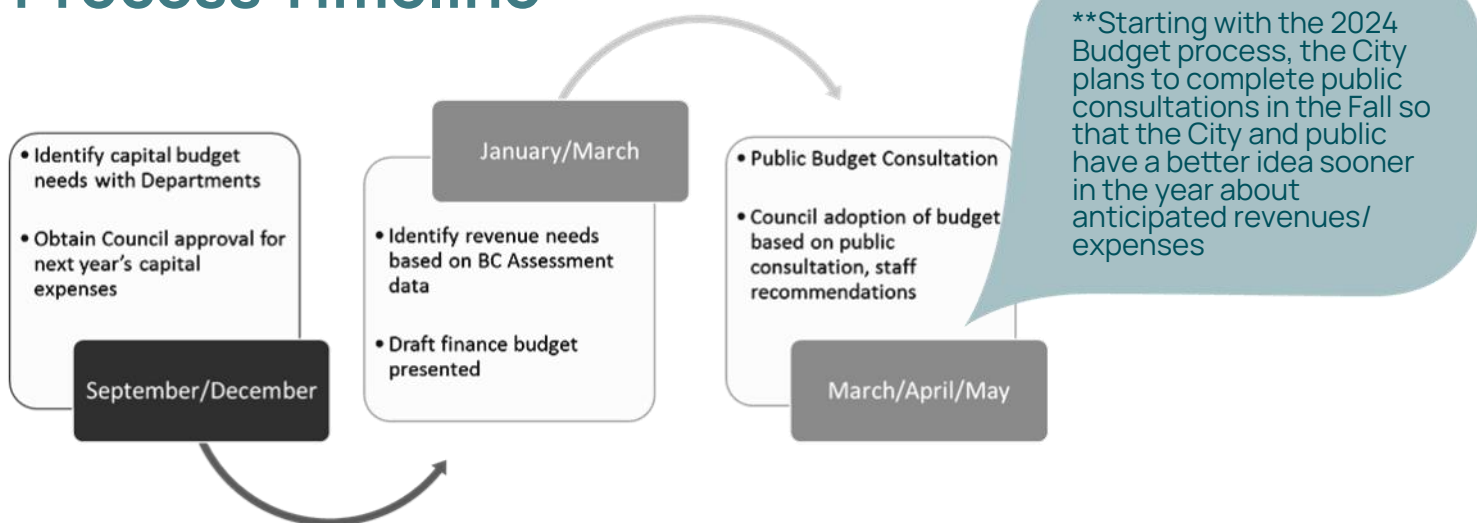 Process Timeline
• Identify capital budget
needs with Departments
• Obtain Council approval for
next year's capital
expenses
September/December
January/March
• Identify revenue needs
based on BC Assessment
data
• Draft finance budget
presented
• Public Budget Consultation
• Council adoption of budget
based on public
consultation, staff
recommendations
March/April/May
**Starting with the 2024
Budget process, the City
plans to complete public
consultations in the Fall so
that the City and public
have a better idea sooner
in the year about
anticipated revenues/
expenses